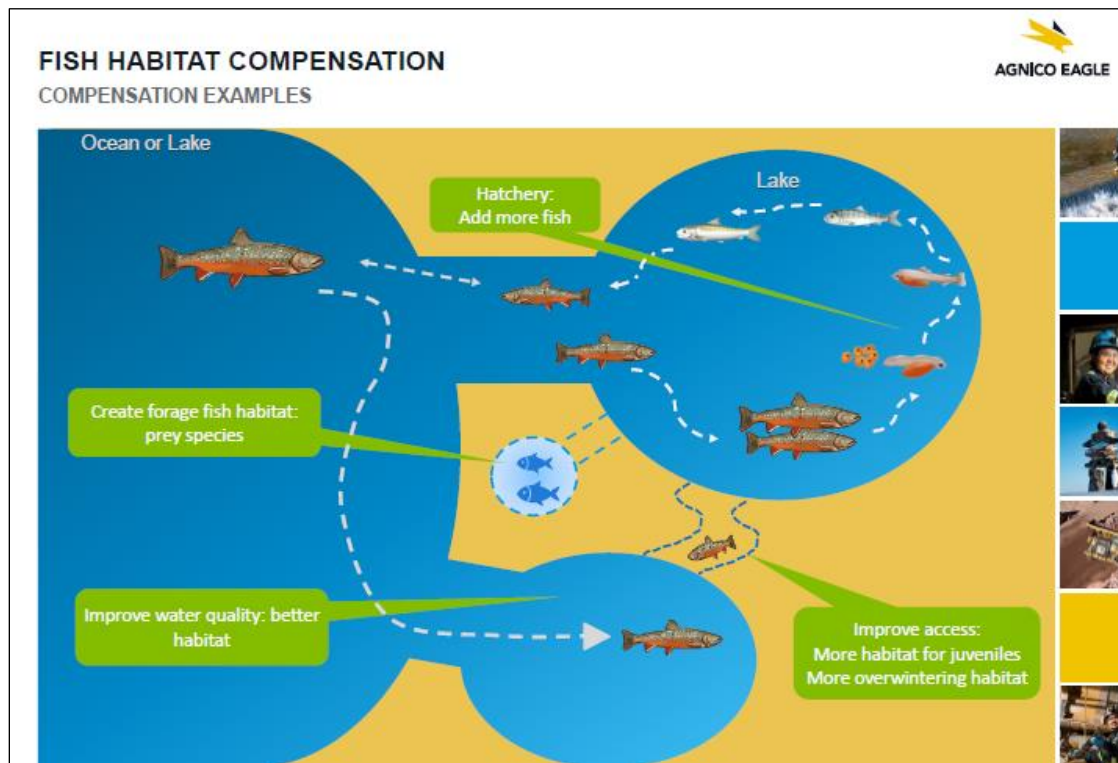 FISH HABITAT COMPENSATION
COMPENSATION EXAMPLES
AGNICO EAGLE
Ocean or Lake
Lake
Hatchery:
Add more fish
Create forage fish habitat:
prey species
Improve water quality: better
habitat
Improve access:
More habitat for juveniles
More overwintering habitat